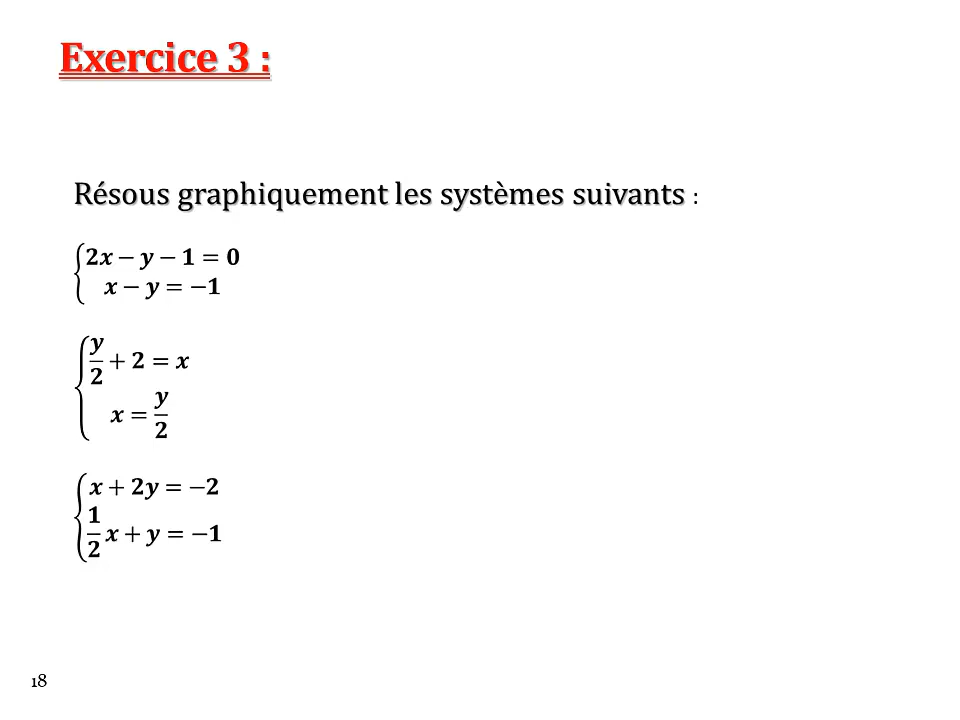 Exercice 3 :
Résous graphiquement les systèmes suivants :
{2x − y − 1 = 0
x − y = −1
{y/2 + 2 = x
x = y/2
{x + 2y = −2
1/2 x + y = −1
18